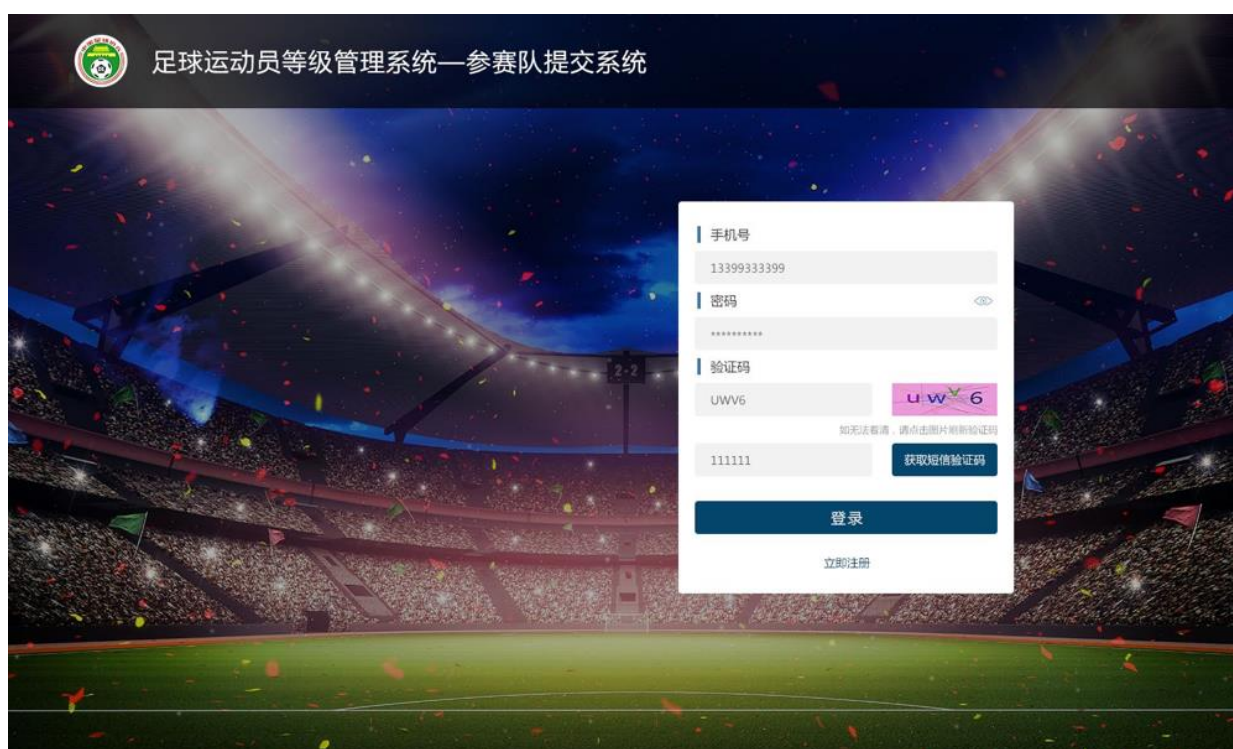 足球运动员等级管理系统—参赛队提交系统
2-2
手机号
13399333399
密码
**********
验证码
UWV6
u w v 6
如无法看清，请点击图片刷新验证码
111111
获取短信验证码
登录
立即注册